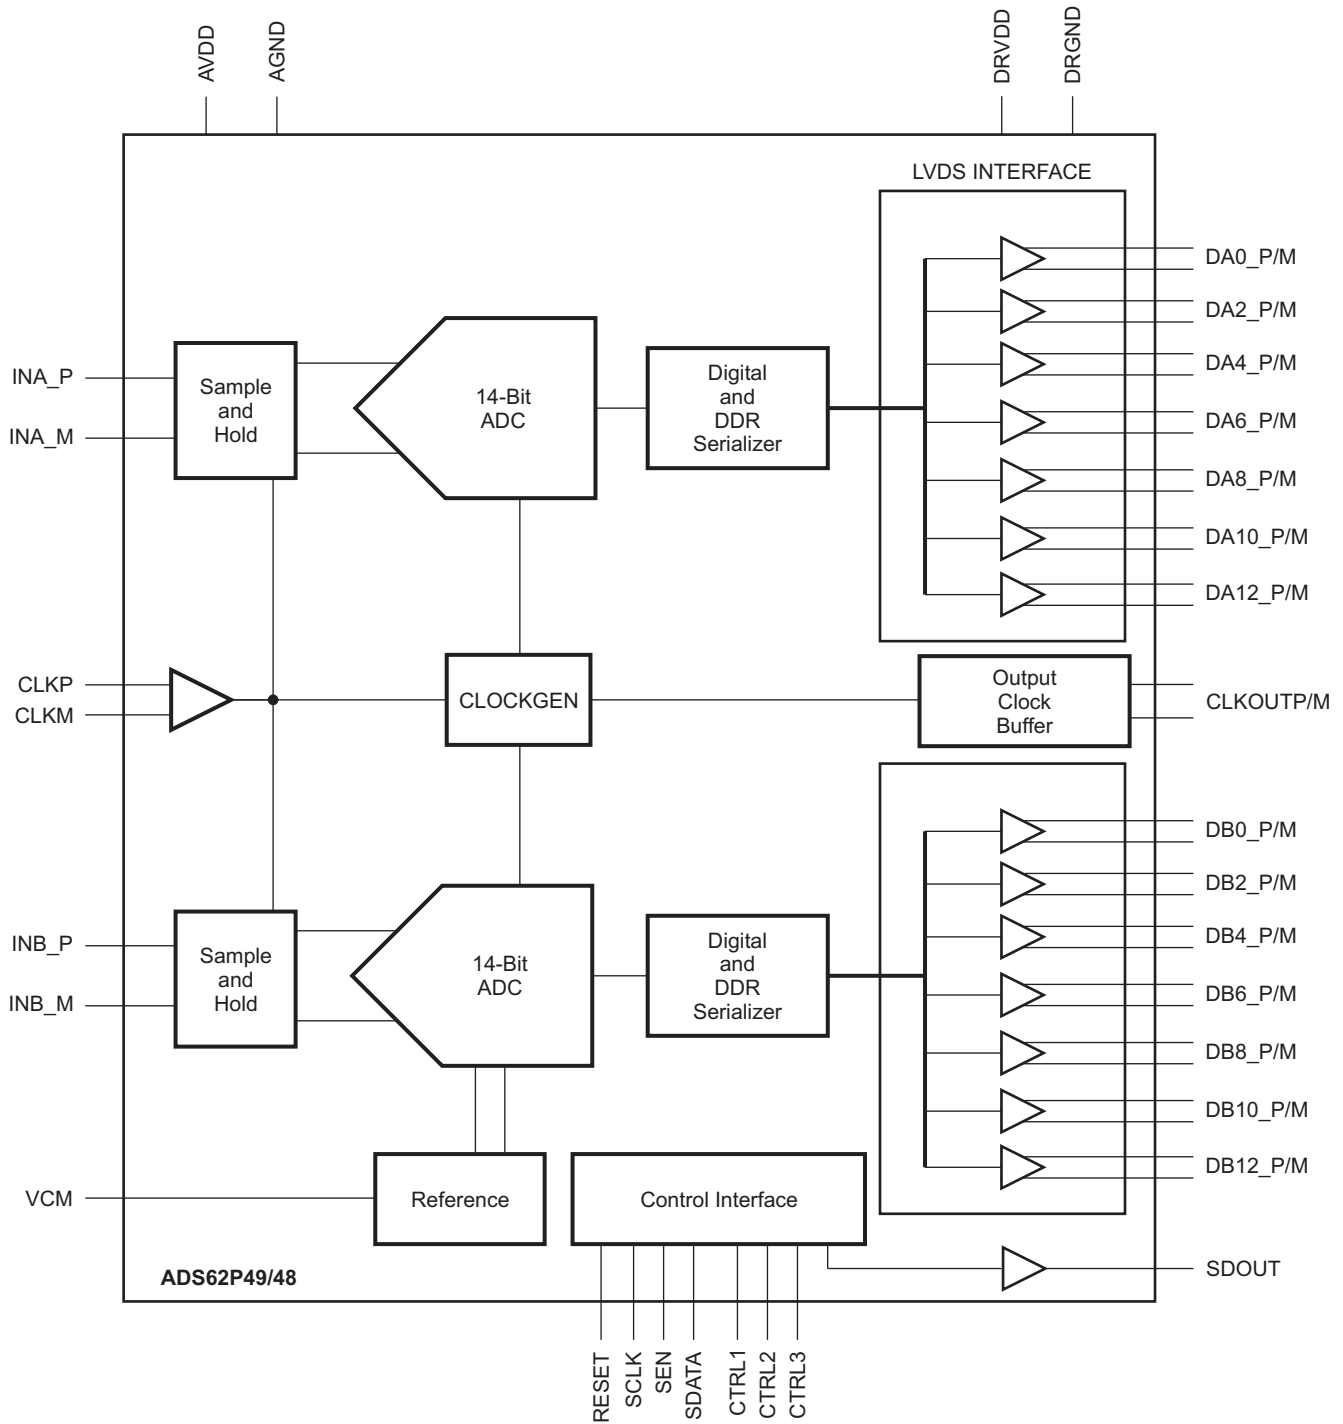 AVDD
AGND
DRVDD
DRGND
LVDS INTERFACE
DA0_P/M
DA2_P/M
DA4_P/M
DA6_P/M
DA8_P/M
DA10_P/M
DA12_P/M
INA_P
INA_M
Sample
and
Hold
14-Bit
ADC
Digital
and
DDR
Serializer
CLKP
CLKM
CLOCKGEN
Output
Clock
Buffer
CLKOUTP/M
INB_P
INB_M
Sample
and
Hold
14-Bit
ADC
Digital
and
DDR
Serializer
DB0_P/M
DB2_P/M
DB4_P/M
DB6_P/M
DB8_P/M
DB10_P/M
DB12_P/M
VCM
Reference
Control Interface
SDOUT
ADS62P49/48
RESET
SCLK
SEN
SDATA
CTRL1
CTRL2
CTRL3